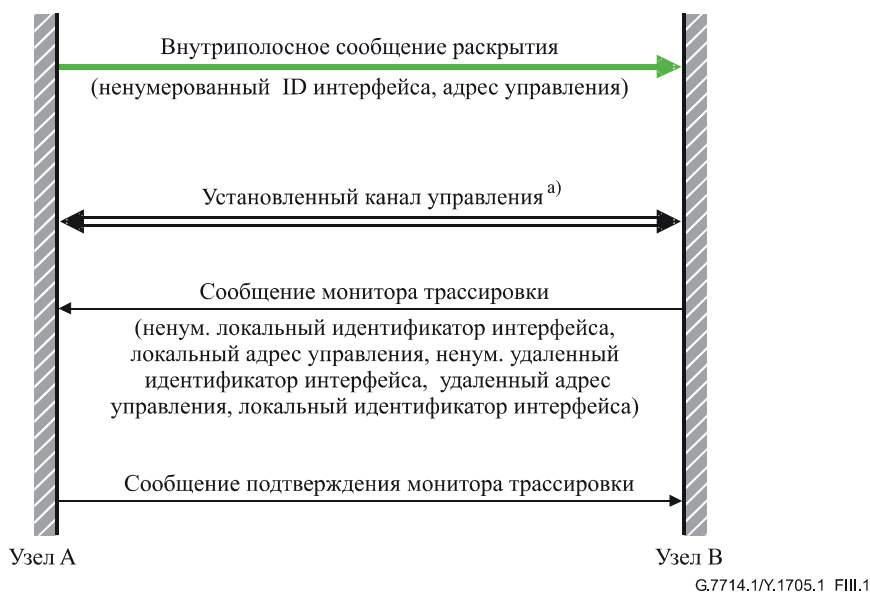 Внутриполосное сообщение раскрытия
(ненумерованный ID интерфейса, адрес управления)
Установленный канал управления a)
Сообщение монитора трассировки
(ненум. локальный идентификатор интерфейса,
локальный адрес управления, ненум. удаленный
идентификатор интерфейса, удаленный адрес
управления, локальный идентификатор интерфейса)
Сообщение подтверждения монитора трассировки
Узел A
Узел B
G.7714.1/Y.1705.1_FIII.1